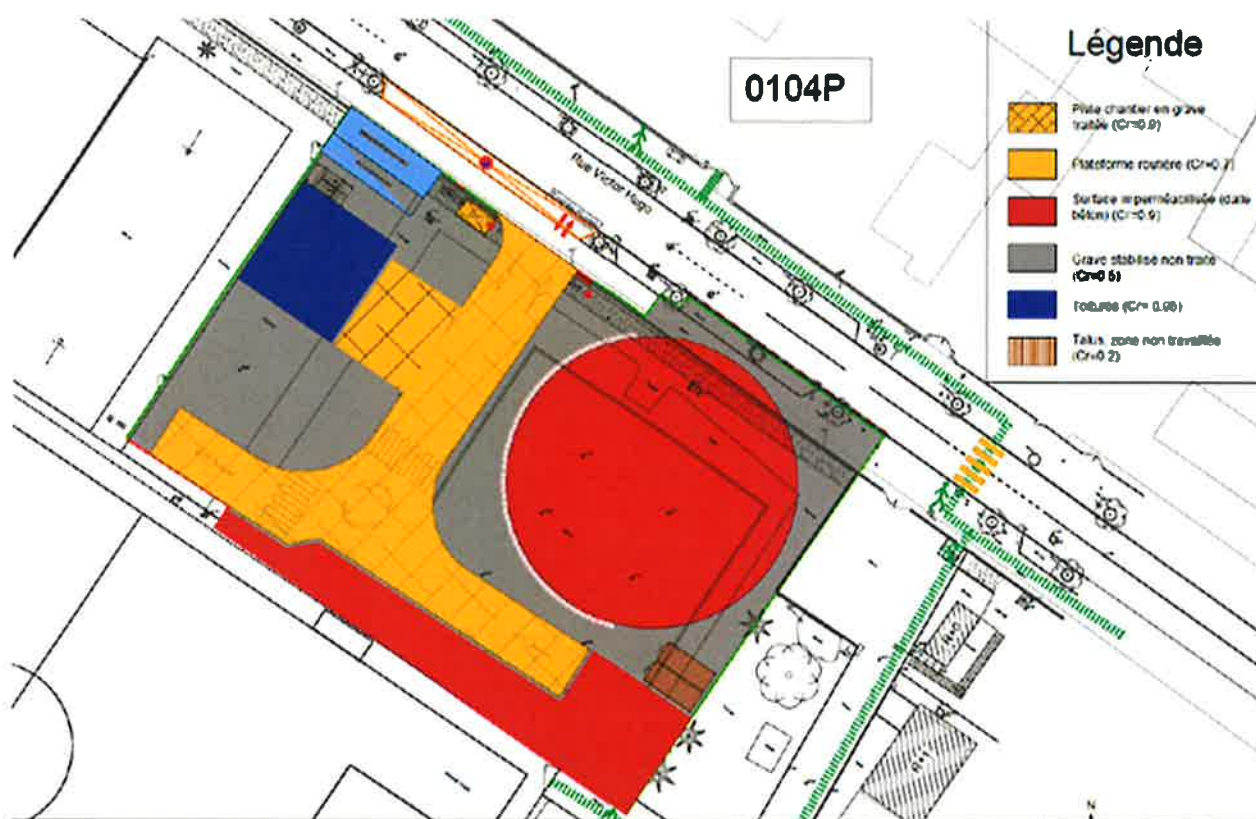 Légende
0104P
Piste chantier en grave
traitée (Cr=0.9)
Plateforme routière (Cr=0.7)
Surface imperméabilisée (dalle
béton) (Cr=0.9)
Grave stabilisé non traité
(Cr=0.5)
Toitures (Cr= 0.95)
Talus, zone non travaillée
(Cr=0.2)
Rue Victor Hugo
R+0
R+1
N